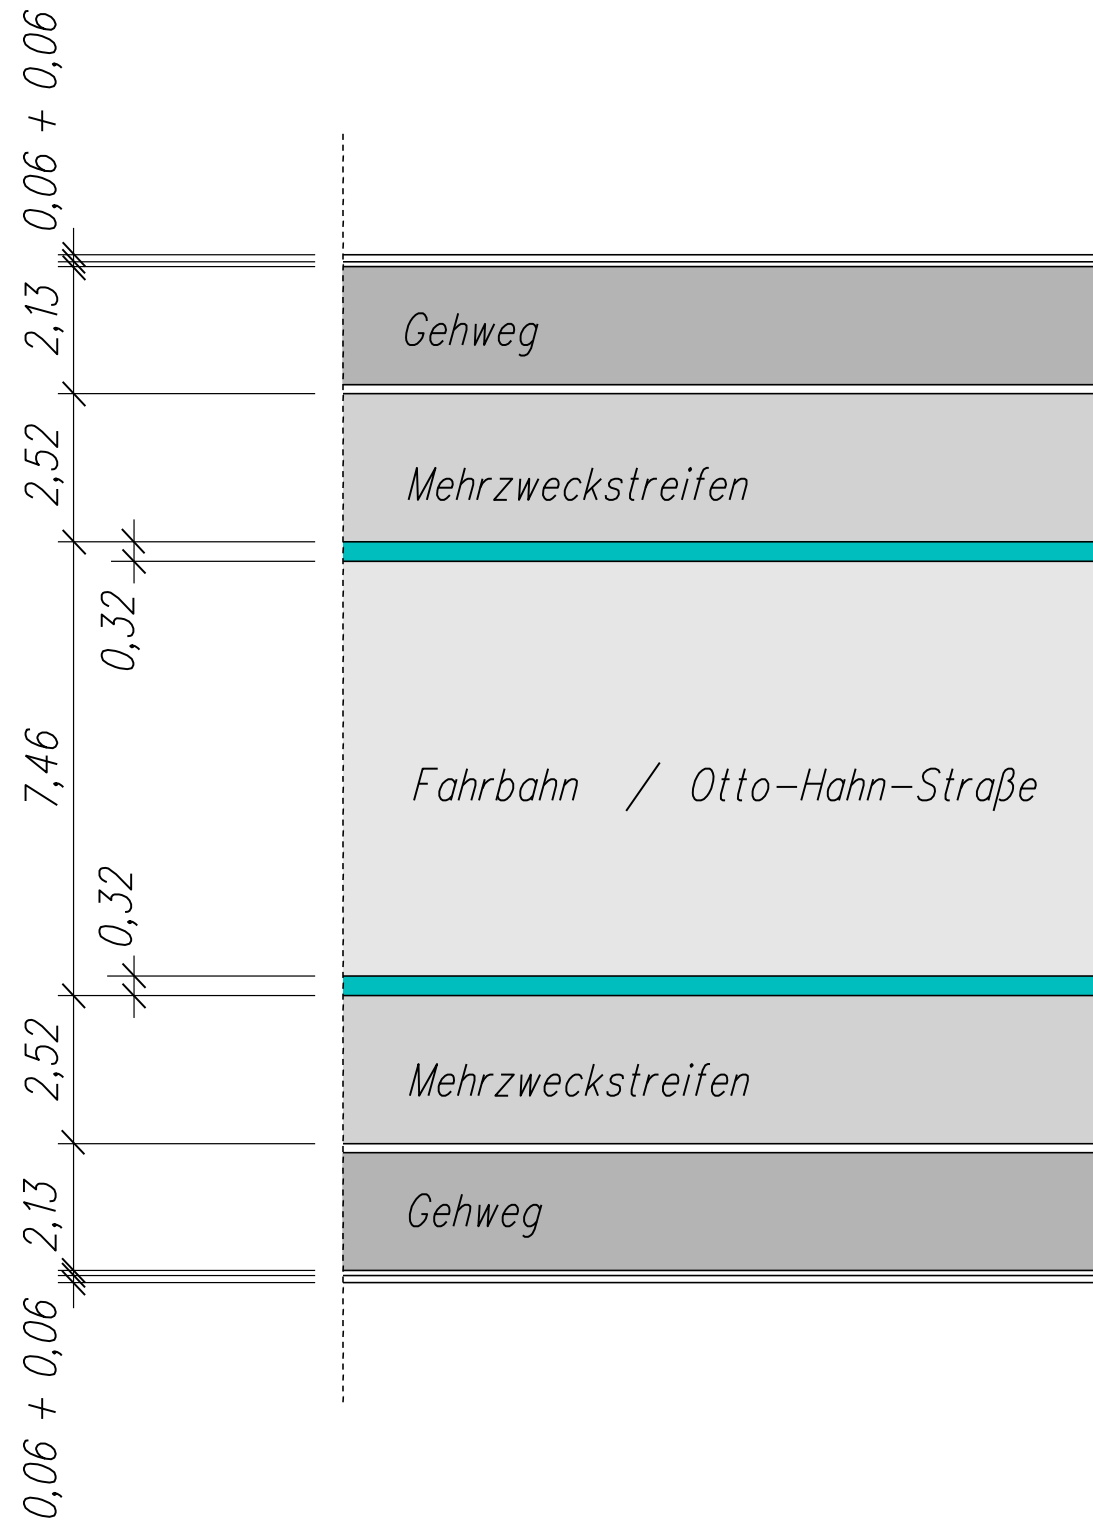 0,06 + 0,06
2,13
Gehweg
2,52
Mehrzweckstreifen
0,32
7,46
Fahrbahn / Otto-Hahn-Straße
0,32
2,52
Mehrzweckstreifen
2,13
Gehweg
0,06 + 0,06